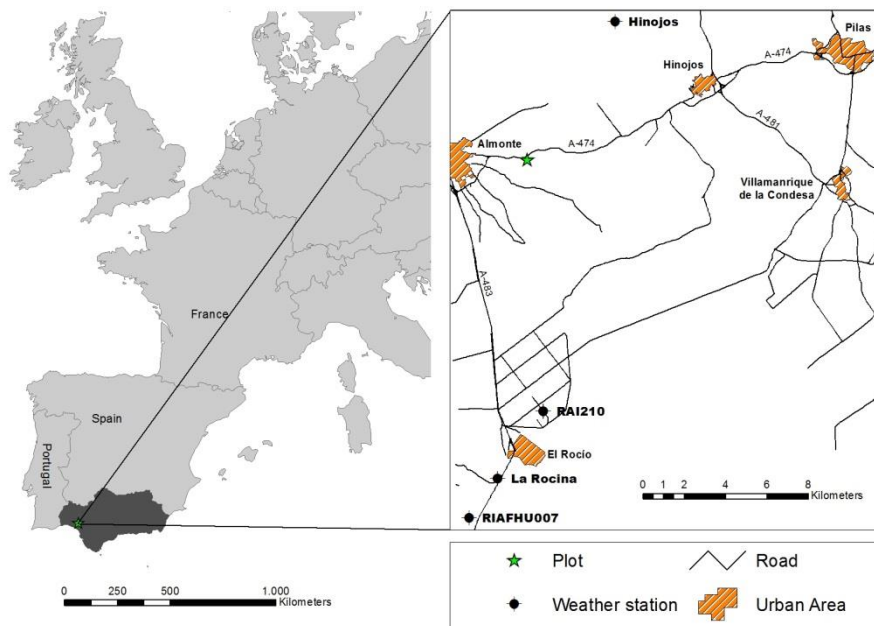 France
Spain
Portugal
0 250 500 1.000
Kilometers
Hinojos
Pilas
A-474
Hinojos
A-481
A-474
Almonte
Villamanrique
de la Condesa
A-483
RAI210
El Rocío
La Rocina
0 1 2 4 6 8
Kilometers
RIAFHU007
Plot
Road
Weather station
Urban Area